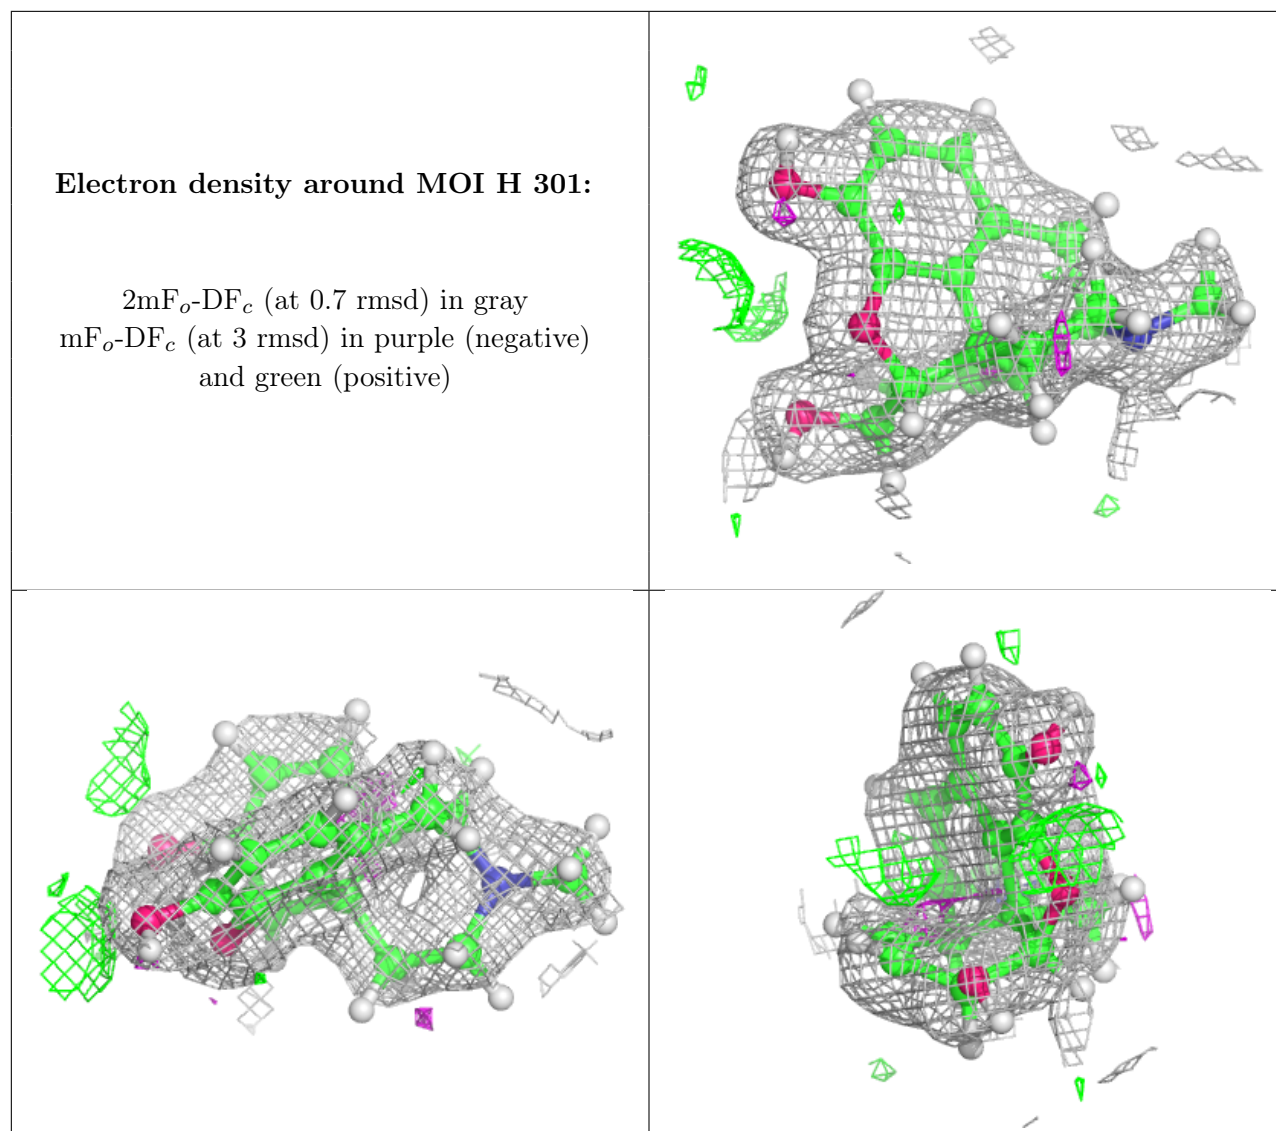 Electron density around MOI H 301:
2mFo-DFc (at 0.7 rmsd) in gray
mFo-DFc (at 3 rmsd) in purple (negative)
and green (positive)